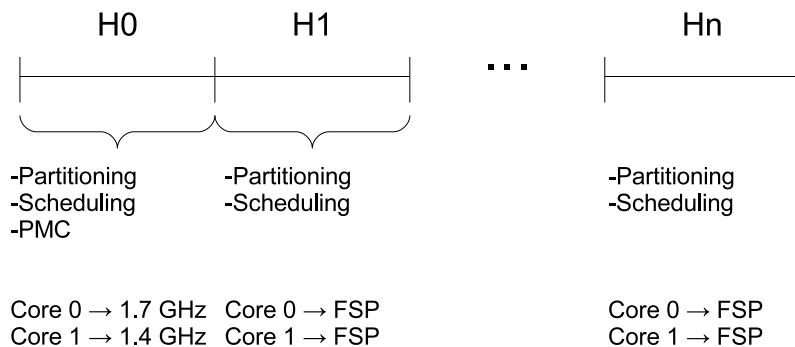 H0 H1 ... Hn
-Partitioning -Partitioning -Partitioning
-Scheduling -Scheduling -Scheduling
-PMC
Core 0 → 1.7 GHz Core 0 → FSP Core 0 → FSP
Core 1 → 1.4 GHz Core 1 → FSP Core 1 → FSP